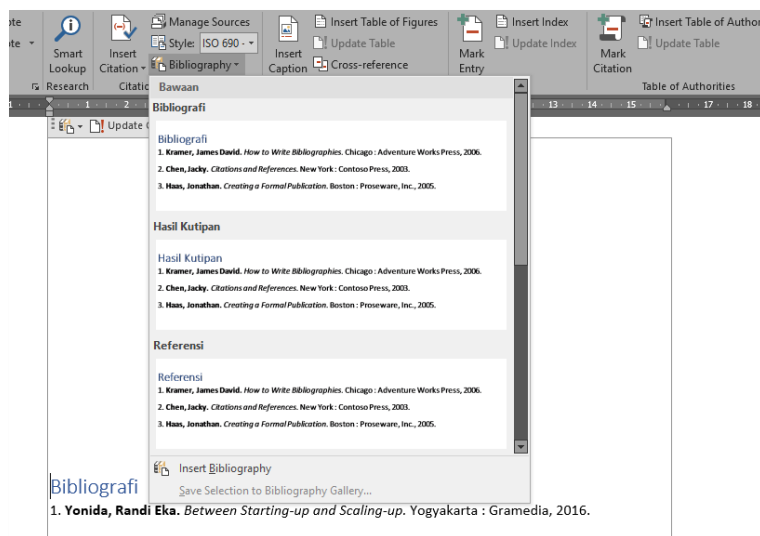 ote
Manage Sources
Insert Table of Figures
Insert Index
Insert Table of Author
ote
Style: ISO 690 -
Update Table
Update Index
Update Table
Smart Lookup
Insert Citation
Bibliography
Insert Caption
Cross-reference
Mark Entry
Mark Citation
Research
Citatio
Table of Authorities
1 1 2 13 14 15 17 18
Update C
Bawaan
Bibliografi
Bibliografi
1. Kramer, James David. How to Write Bibliographies. Chicago : Adventure Works Press, 2006.
2. Chen, Jacky. Citations and References. New York : Contoso Press, 2003.
3. Haas, Jonathan. Creating a Formal Publication. Boston : Proseware, Inc., 2005.
Hasil Kutipan
Hasil Kutipan
1. Kramer, James David. How to Write Bibliographies. Chicago : Adventure Works Press, 2006.
2. Chen, Jacky. Citations and References. New York : Contoso Press, 2003.
3. Haas, Jonathan. Creating a Formal Publication. Boston : Proseware, Inc., 2005.
Referensi
Referensi
1. Kramer, James David. How to Write Bibliographies. Chicago : Adventure Works Press, 2006.
2. Chen, Jacky. Citations and References. New York : Contoso Press, 2003.
3. Haas, Jonathan. Creating a Formal Publication. Boston : Proseware, Inc., 2005.
Insert Bibliography
Save Selection to Bibliography Gallery...
Bibliografi
1. Yonida, Randi Eka. Between Starting-up and Scaling-up. Yogyakarta : Gramedia, 2016.